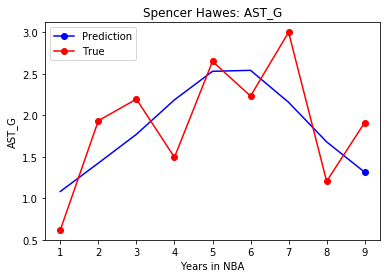 Spencer Hawes: AST_G
Prediction
True
AST_G
3.0
2.5
2.0
1.5
1.0
0.5
1 2 3 4 5 6 7 8 9
Years in NBA